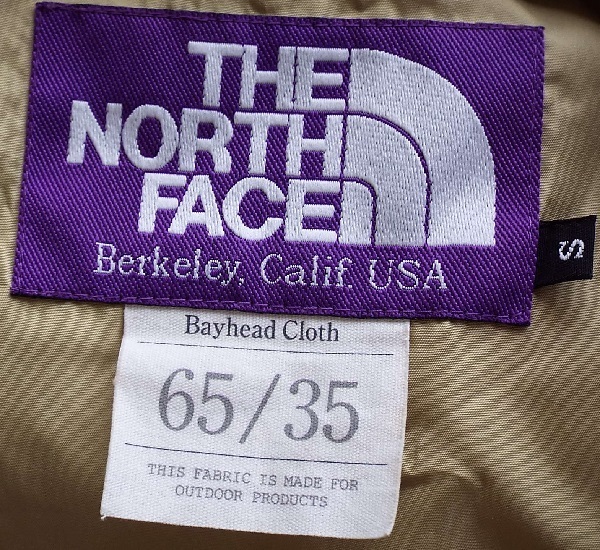 THE
NORTH
FACE
Berkeley, Calif. USA
S
Bayhead Cloth
65/35
THIS FABRIC IS MADE FOR
OUTDOOR PRODUCTS